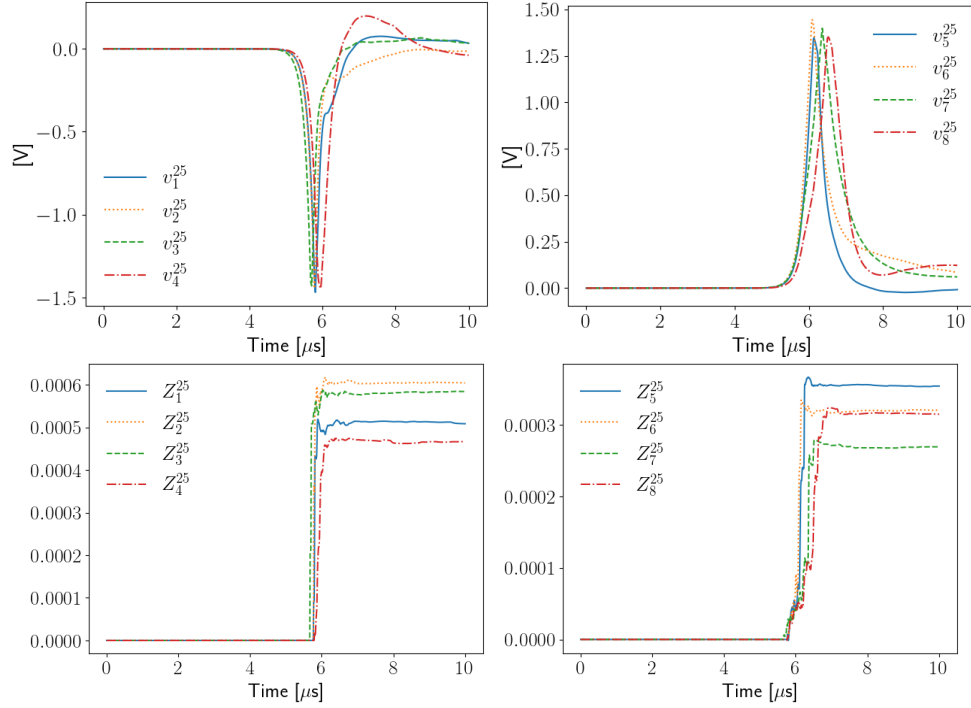 0.0
−0.5
−1.0
−1.5
[V]
v_1^25
v_2^25
v_3^25
v_4^25
0 2 4 6 8 10
Time [μs]
1.50
1.25
1.00
0.75
0.50
0.25
0.00
[V]
v_5^25
v_6^25
v_7^25
v_8^25
0 2 4 6 8 10
Time [μs]
0.0006
0.0005
0.0004
0.0003
0.0002
0.0001
0.0000
Z_1^25
Z_2^25
Z_3^25
Z_4^25
0 2 4 6 8 10
Time [μs]
0.0003
0.0002
0.0001
0.0000
Z_5^25
Z_6^25
Z_7^25
Z_8^25
0 2 4 6 8 10
Time [μs]